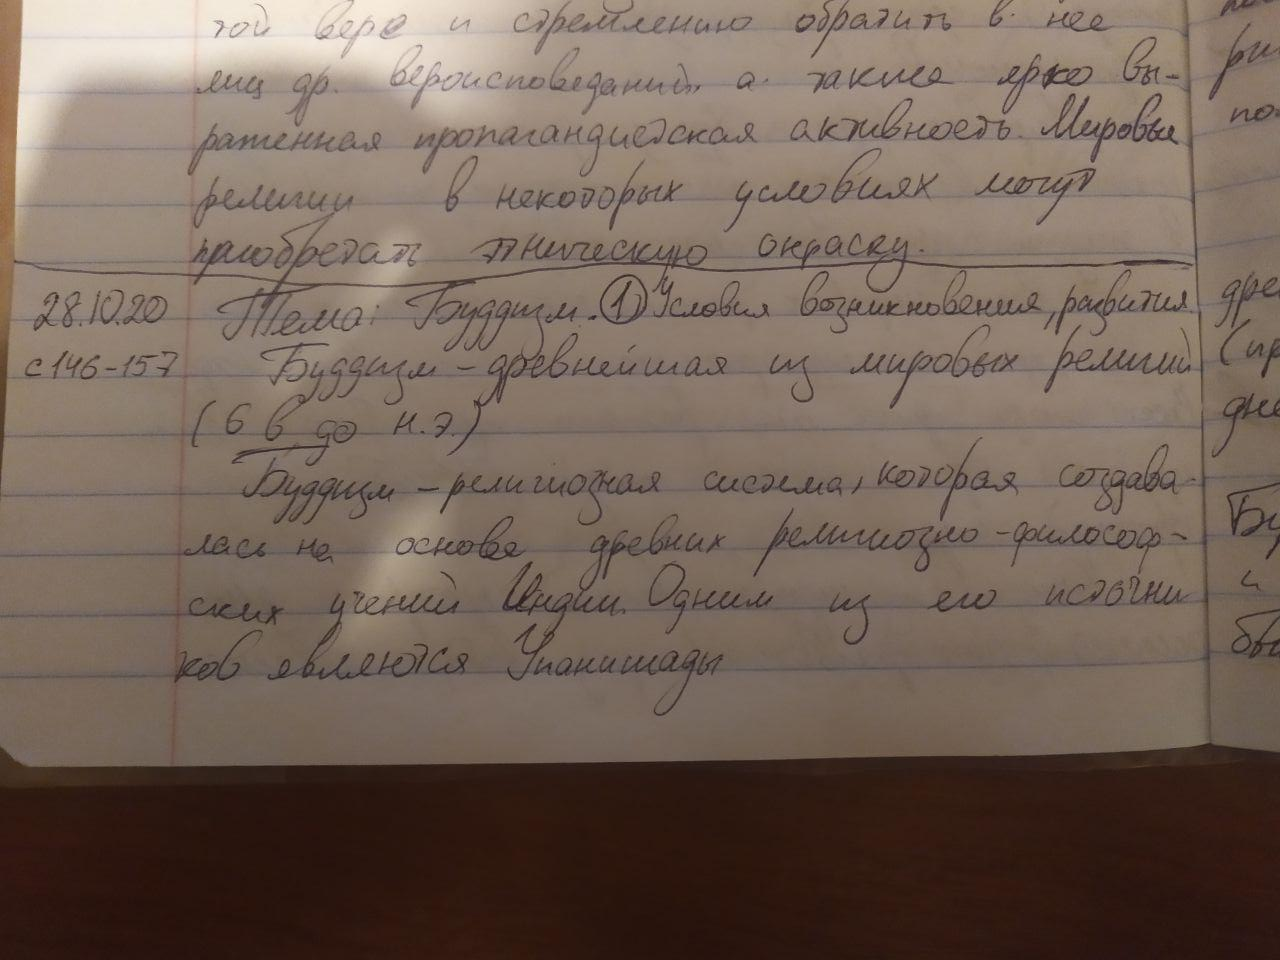 той вере и стремлению обратить в нее
лиц др. вероисповеданий, а также ярко вы-
раженная пропагандистская активность. Мировые
религии в некоторых условиях могут
приобретать этническую окраску.
28.10.20 Тема: Буддизм. ① Условия возникновения, развития.
с 146-157 Буддизм – древнейшая из мировых религий
(6 в до н.э.)
Буддизм – религиозная система, которая создава-
лась на основе древних религиозно-философ-
ских учений Индии. Одним из его источни
ков являются Упанишады